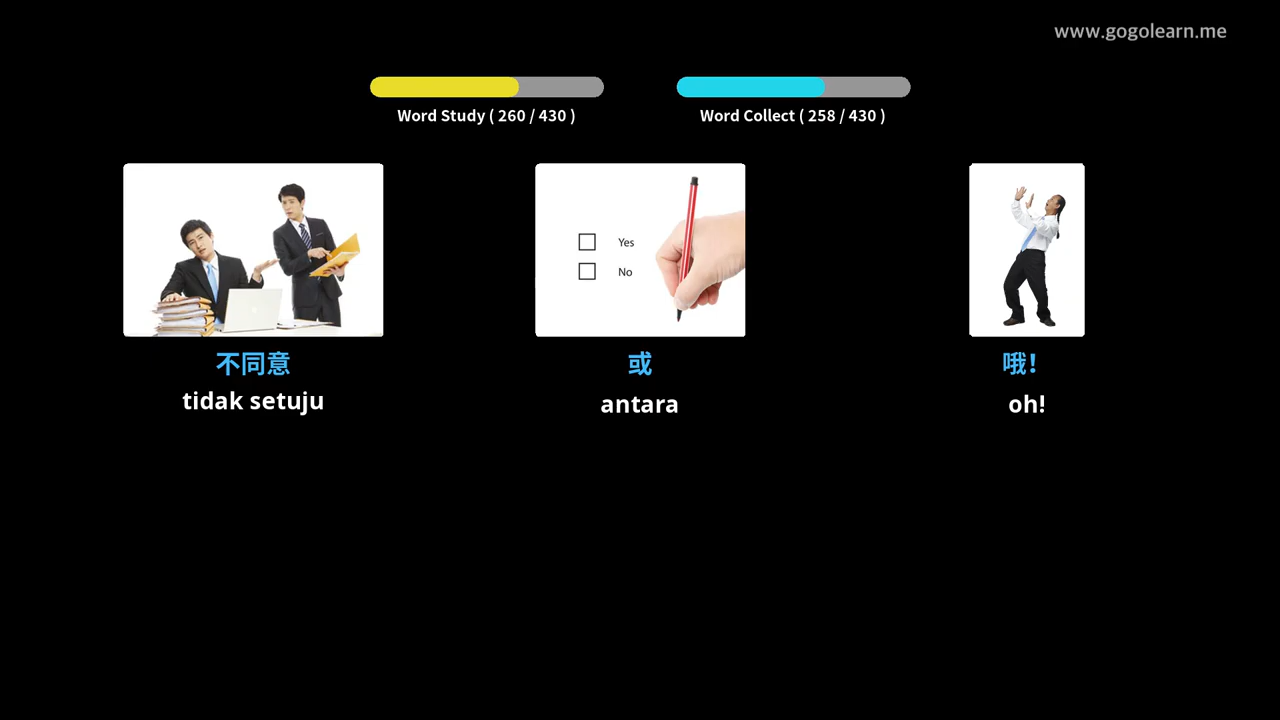 www.gogolearn.me
Word Study ( 260 / 430 )
Word Collect ( 258 / 430 )
Yes
No
不同意
或
哦!
tidak setuju
antara
oh!